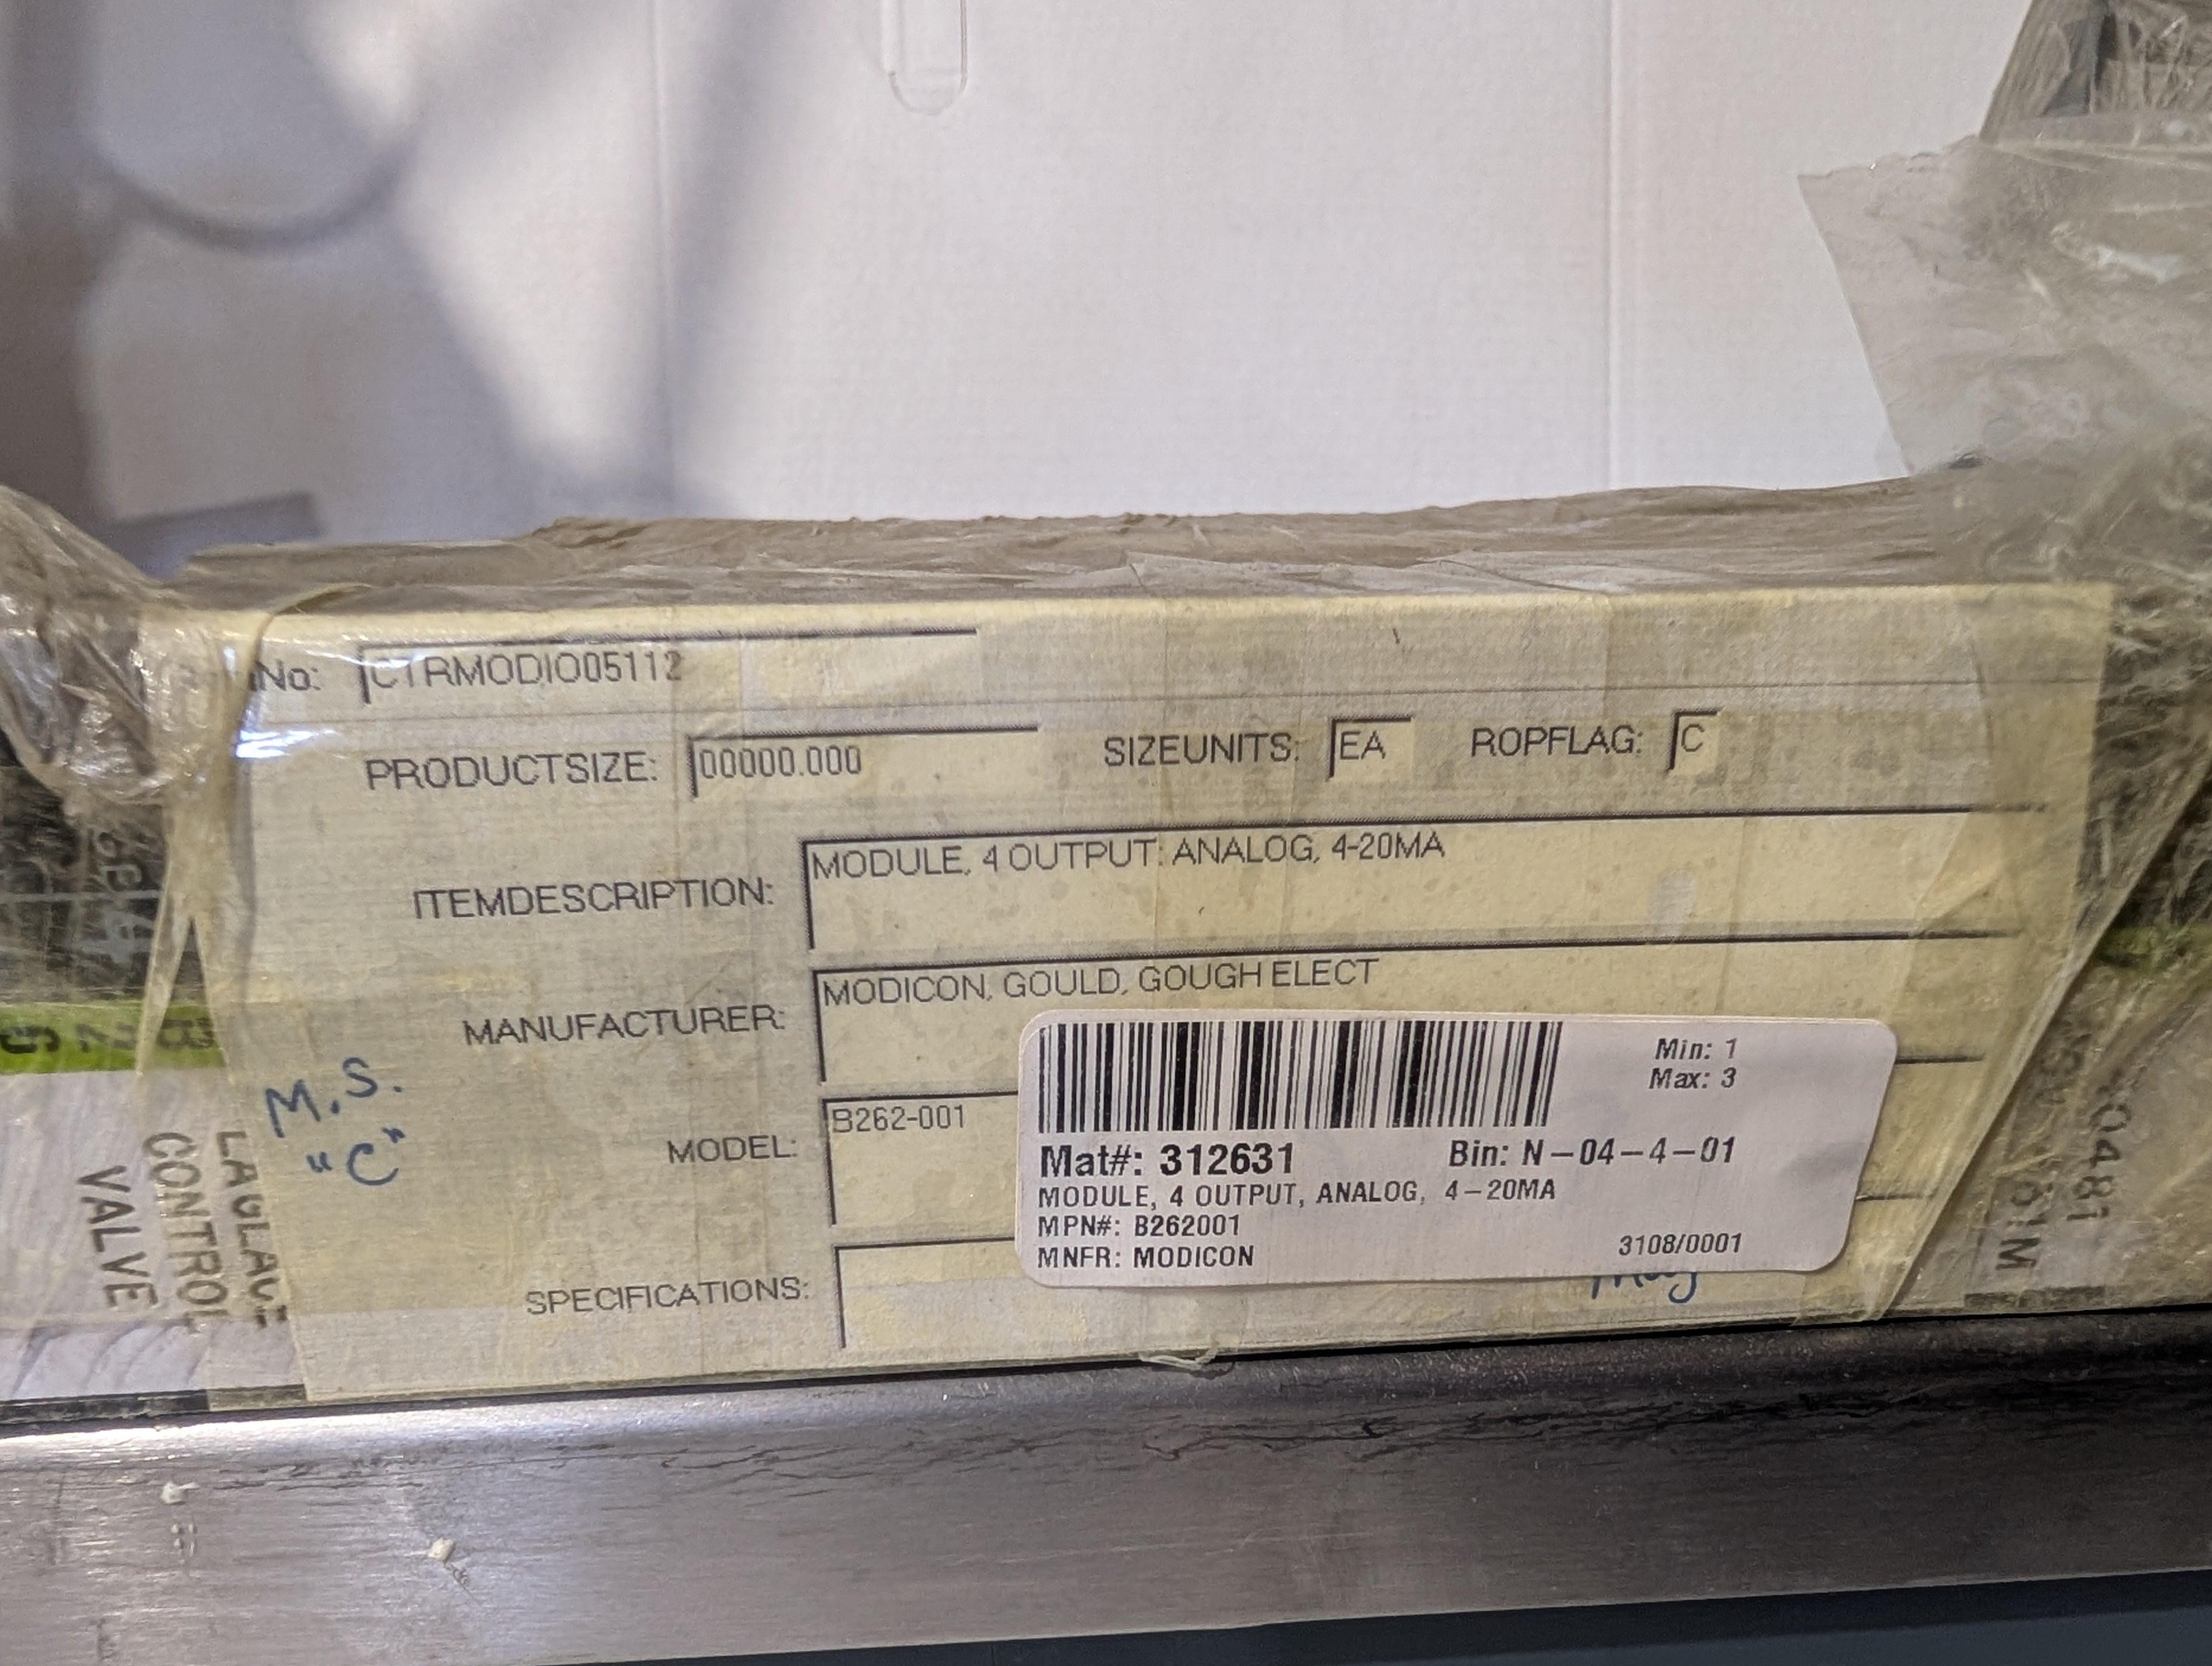 No: CTRMODIO05112
PRODUCTSIZE: 00000.000 SIZEUNITS: EA ROPFLAG: C
ITEMDESCRIPTION: MODULE, 4 OUTPUT: ANALOG, 4-20MA
MANUFACTURER: MODICON, GOULD, GOUGH ELECT
MODEL: B262-001
SPECIFICATIONS:
M.S.
"C"
Min: 1
Max: 3
Mat#: 312631 Bin: N-04-4-01
MODULE, 4 OUTPUT, ANALOG, 4-20MA
MPN#: B262001
MNFR: MODICON 3108/0001
CONTROL
VALVE